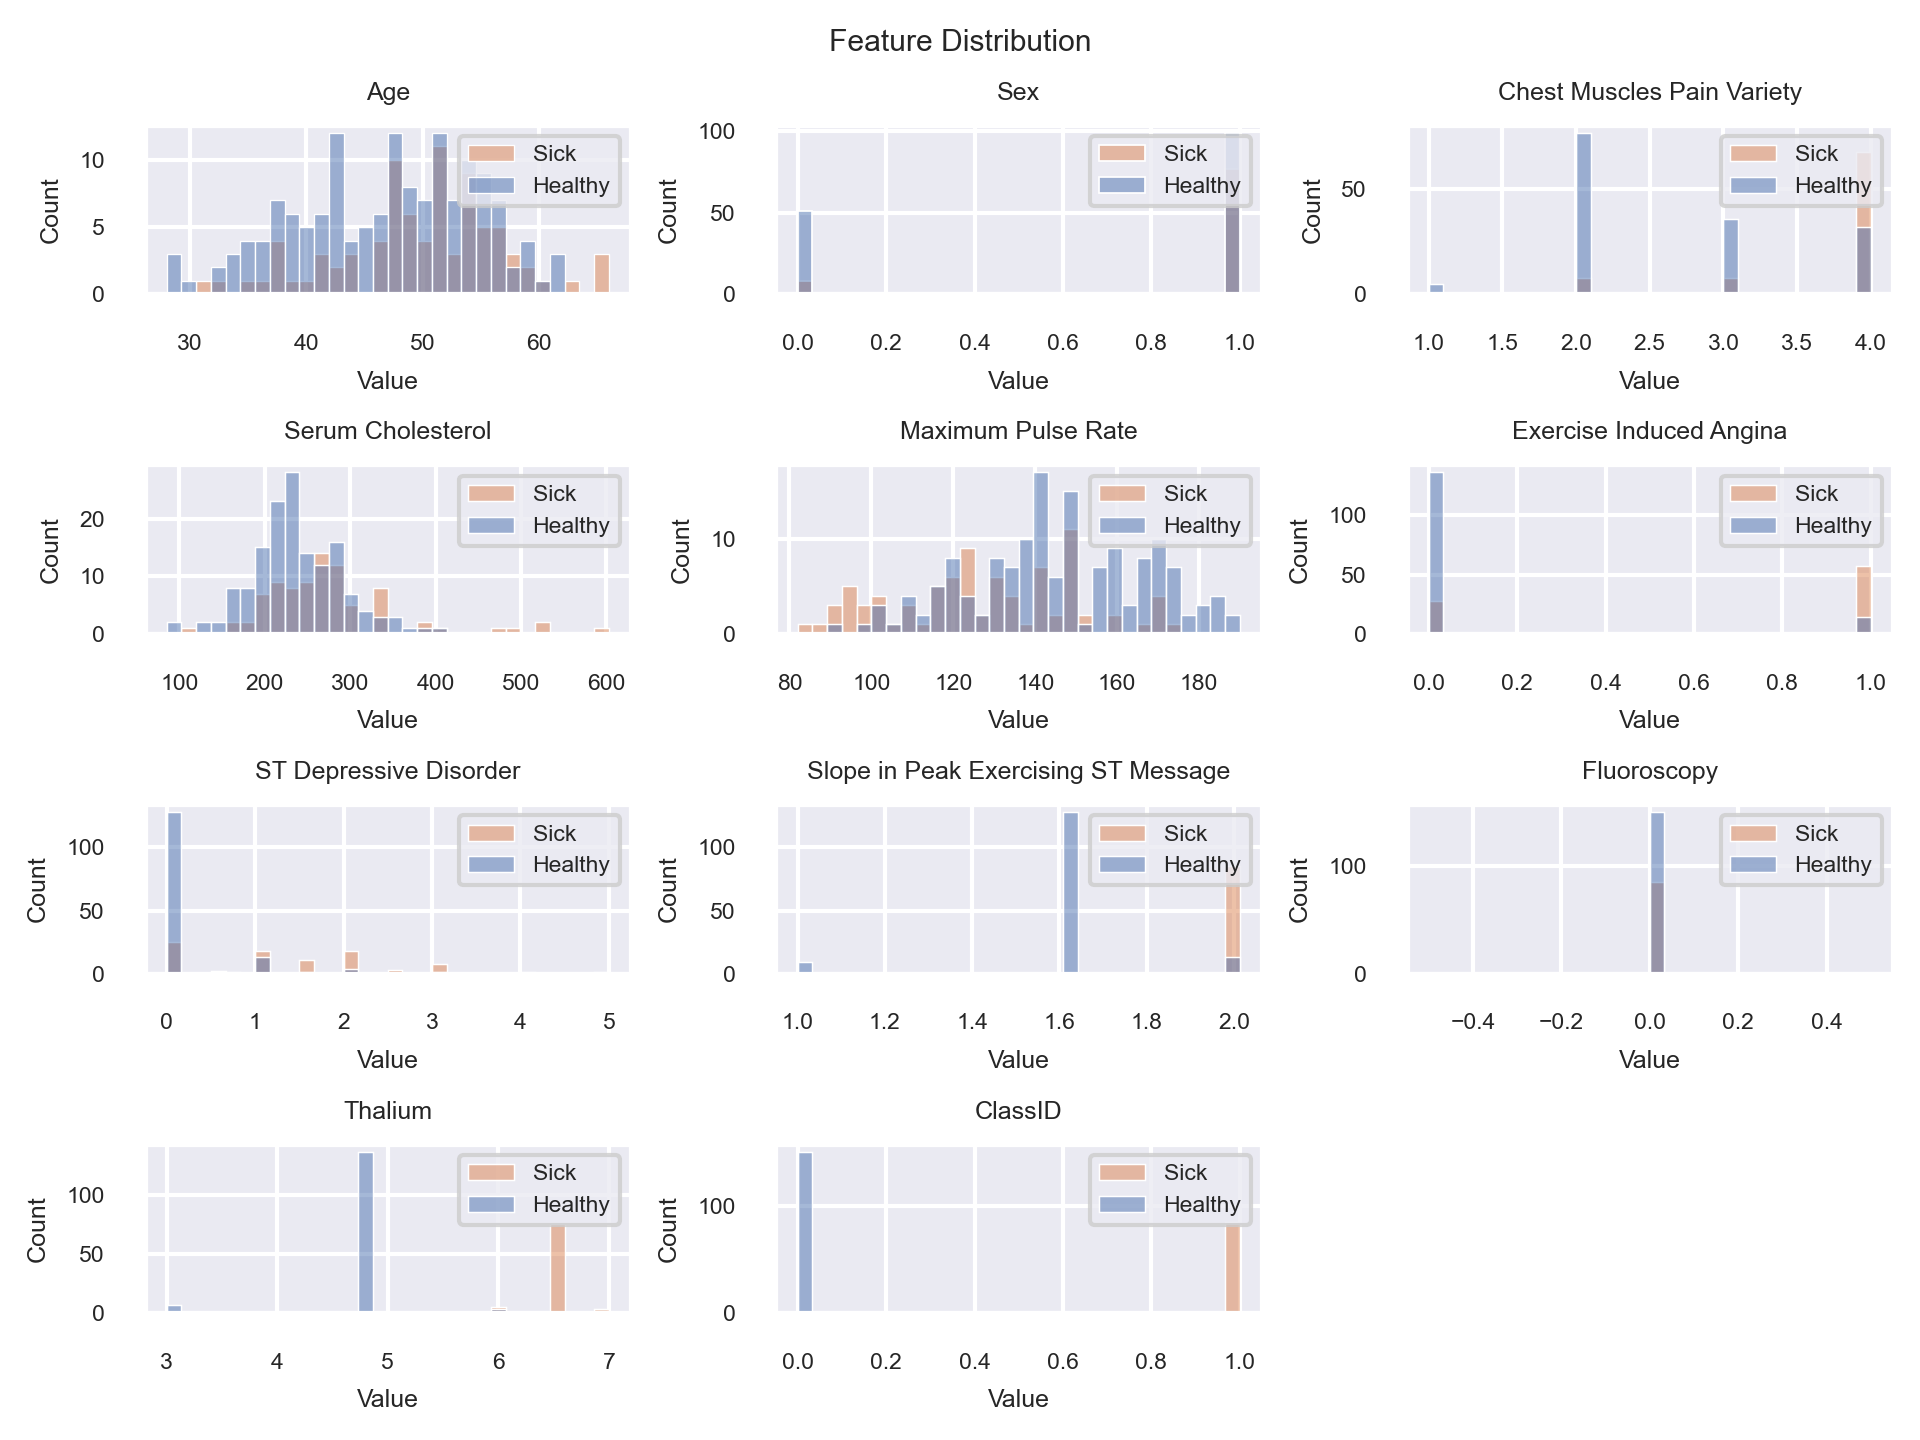 Feature Distribution
Age
Sex
Chest Muscles Pain Variety
Count
10
5
0
Sick
Healthy
30 40 50 60
Value
Count
100
50
0
Sick
Healthy
0.0 0.2 0.4 0.6 0.8 1.0
Value
Count
50
0
Sick
Healthy
1.0 1.5 2.0 2.5 3.0 3.5 4.0
Value
Serum Cholesterol
Maximum Pulse Rate
Exercise Induced Angina
Count
20
10
0
Sick
Healthy
100 200 300 400 500 600
Value
Count
10
0
Sick
Healthy
80 100 120 140 160 180
Value
Count
100
50
0
Sick
Healthy
0.0 0.2 0.4 0.6 0.8 1.0
Value
ST Depressive Disorder
Slope in Peak Exercising ST Message
Fluoroscopy
Count
100
50
0
Sick
Healthy
0 1 2 3 4 5
Value
Count
100
50
0
Sick
Healthy
1.0 1.2 1.4 1.6 1.8 2.0
Value
Count
100
0
Sick
Healthy
−0.4 −0.2 0.0 0.2 0.4
Value
Thalium
ClassID
Count
100
50
0
Sick
Healthy
3 4 5 6 7
Value
Count
100
0
Sick
Healthy
0.0 0.2 0.4 0.6 0.8 1.0
Value